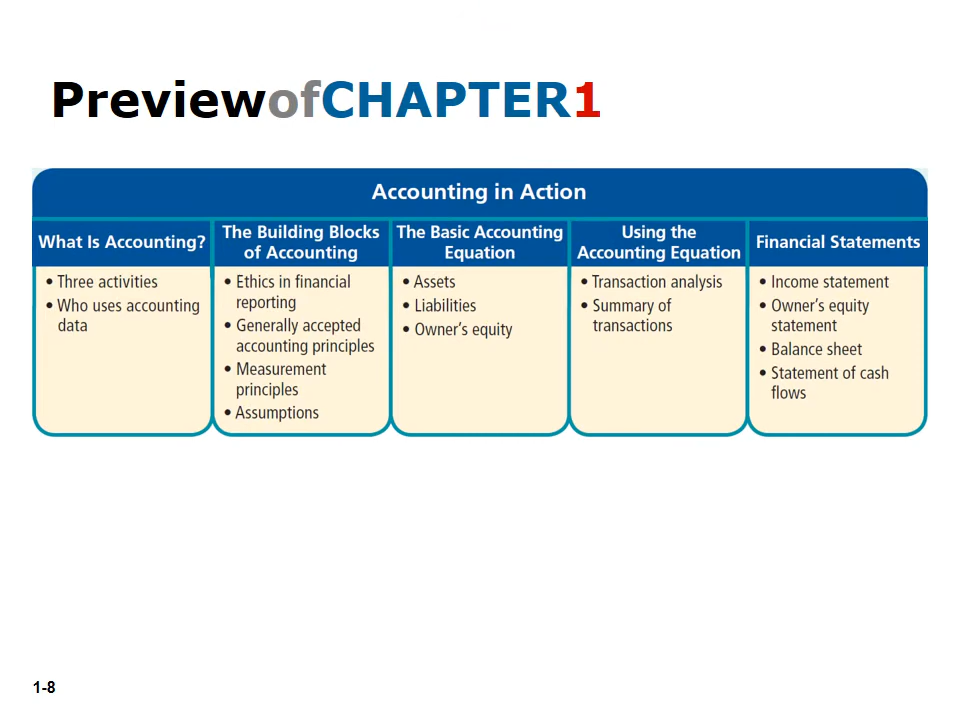 PreviewofCHAPTER1
Accounting in Action
What Is Accounting?
• Three activities
• Who uses accounting
data
The Building Blocks
of Accounting
• Ethics in financial
reporting
• Generally accepted
accounting principles
• Measurement
principles
• Assumptions
The Basic Accounting
Equation
• Assets
• Liabilities
• Owner’s equity
Using the
Accounting Equation
• Transaction analysis
• Summary of
transactions
Financial Statements
• Income statement
• Owner’s equity
statement
• Balance sheet
• Statement of cash
flows
1-8